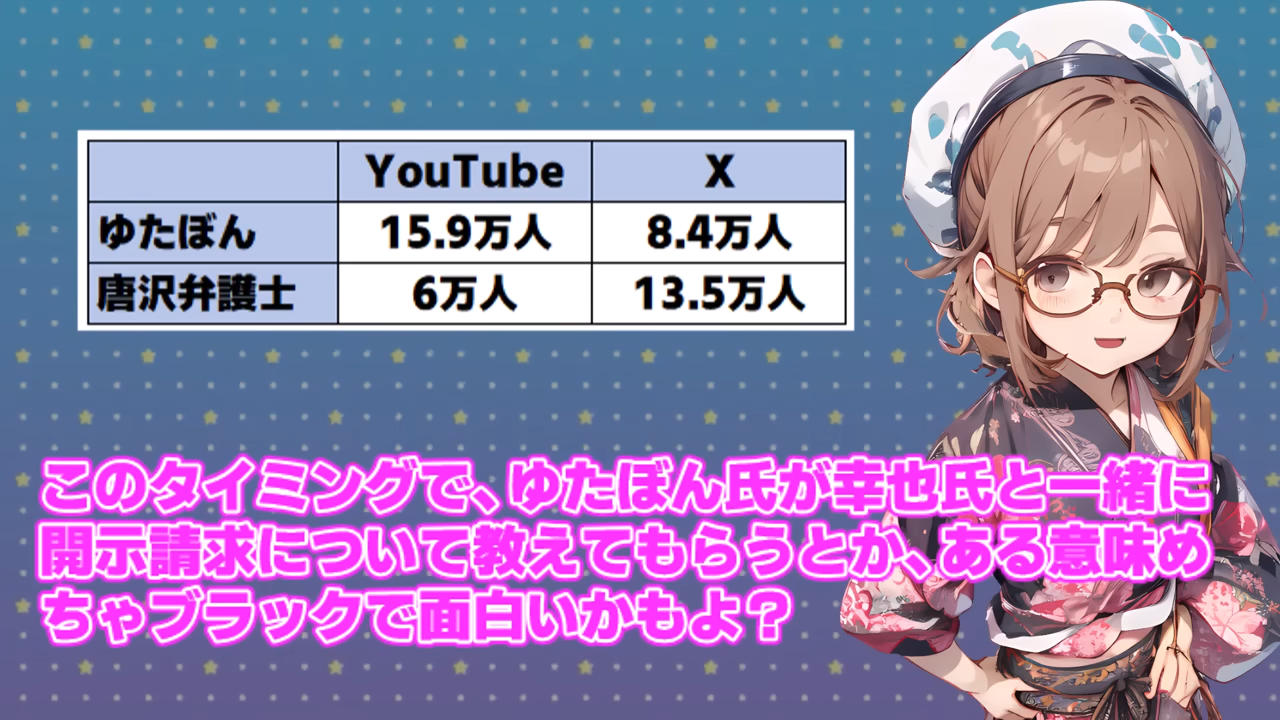 YouTube X
ゆたぼん 15.9万人 8.4万人
唐沢弁護士 6万人 13.5万人
このタイミングで、ゆたぼん氏が幸也氏と一緒に
開示請求について教えてもらうとか、ある意味め
ちゃブラックで面白いかもよ？